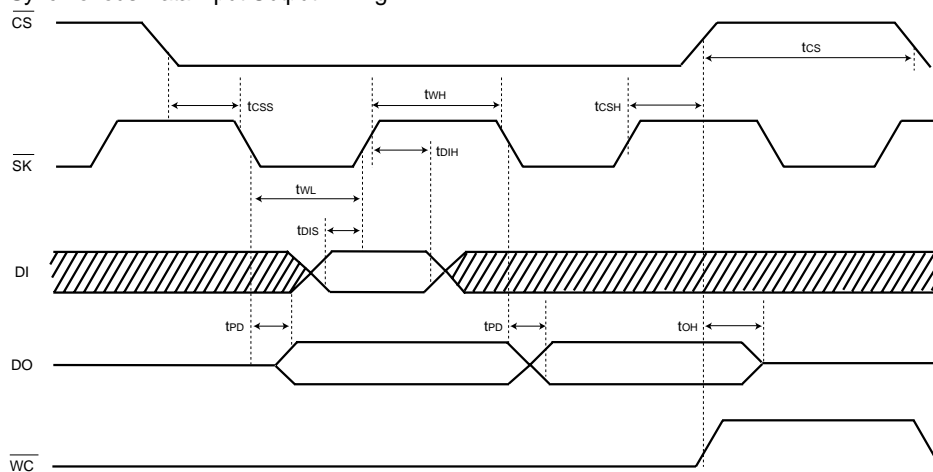 CS
tCS
tCSS
tWH
tCSH
SK
tDIH
tWL
tDIS
DI
tPD
tPD
tOH
DO
WC